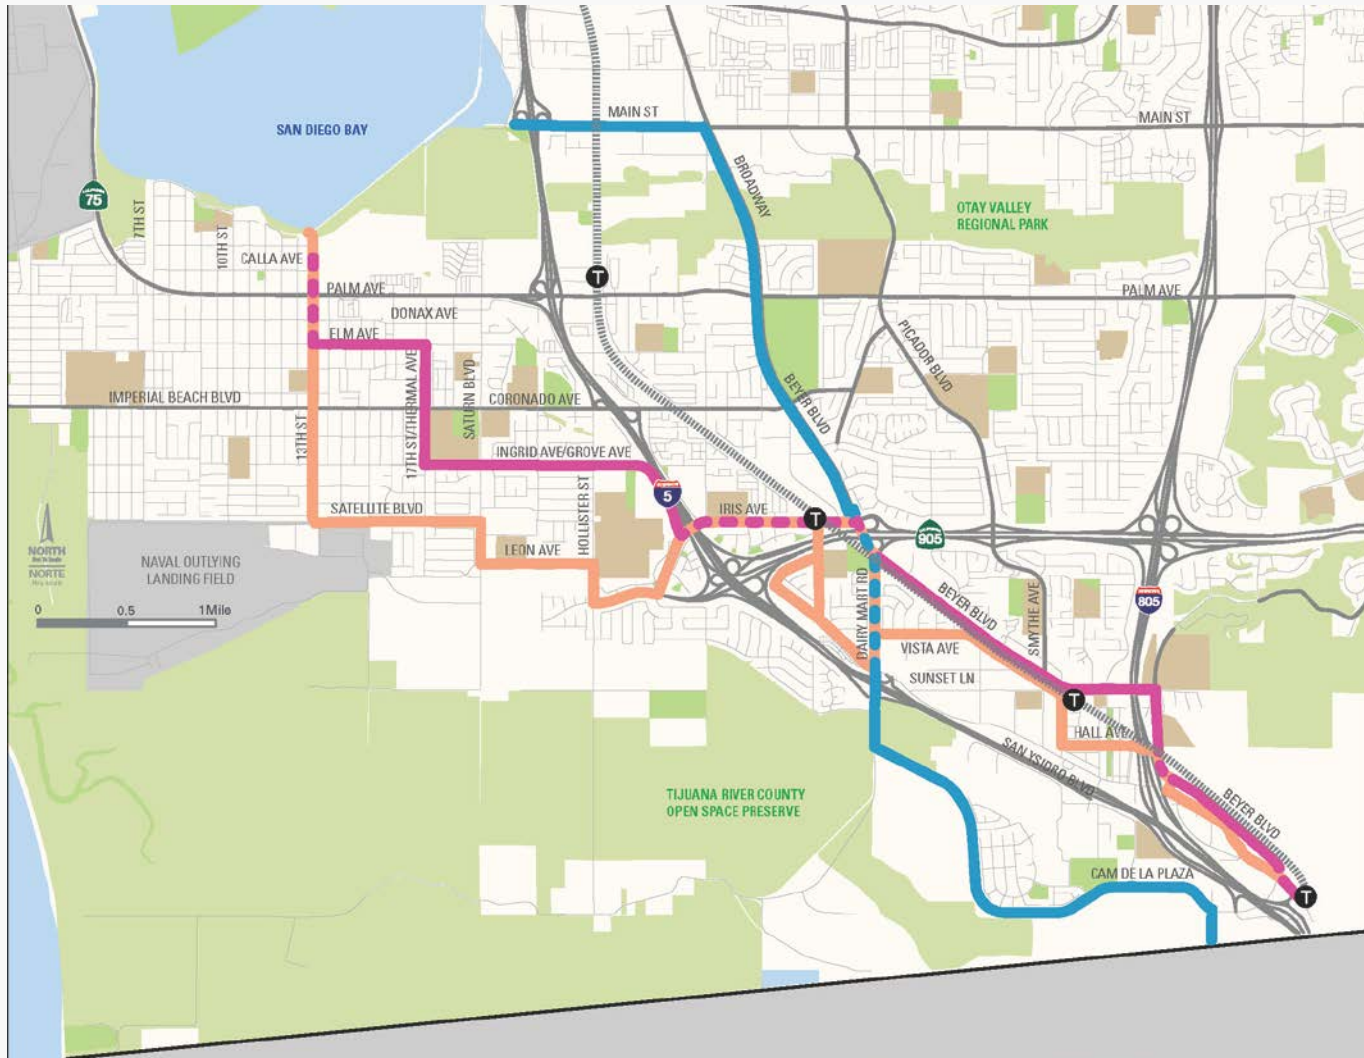 MAIN ST
MAIN ST
SAN DIEGO BAY
75
BROADWAY
7TH ST
10TH ST
OTAY VALLEY
REGIONAL PARK
CALLA AVE
T
PALM AVE
PALM AVE
DONAX AVE
ELM AVE
PICADOR BLVD
BEYER BLVD
17TH ST/THERMAL AVE
SATURN BLVD
IMPERIAL BEACH BLVD
CORONADO AVE
13TH ST
INGRID AVE/GROVE AVE
HOLLISTER ST
5
SATELLITE BLVD
IRIS AVE
T
905
NORTH
NORTE
LEON AVE
NAVAL OUTLYING
LANDING FIELD
0 0.5 1 Mile
DAIRY MART RD
BEYER BLVD
SMYTHE AVE
805
VISTA AVE
SUNSET LN
T
HALL AVE
SAN YSIDRO BLVD
TIJUANA RIVER COUNTY
OPEN SPACE PRESERVE
BEYER BLVD
CAM DE LA PLAZA
T